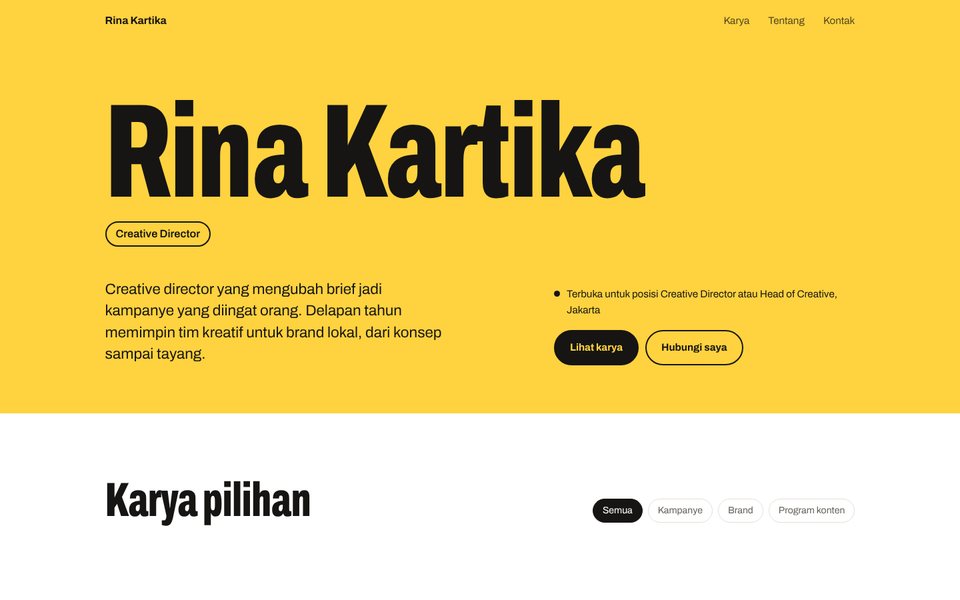 Rina Kartika
Karya
Tentang
Kontak
Rina Kartika
Creative Director
Creative director yang mengubah brief jadi
kampanye yang diingat orang. Delapan tahun
memimpin tim kreatif untuk brand lokal, dari konsep
sampai tayang.
Terbuka untuk posisi Creative Director atau Head of Creative,
Jakarta
Lihat karya
Hubungi saya
Karya pilihan
Semua
Kampanye
Brand
Program konten